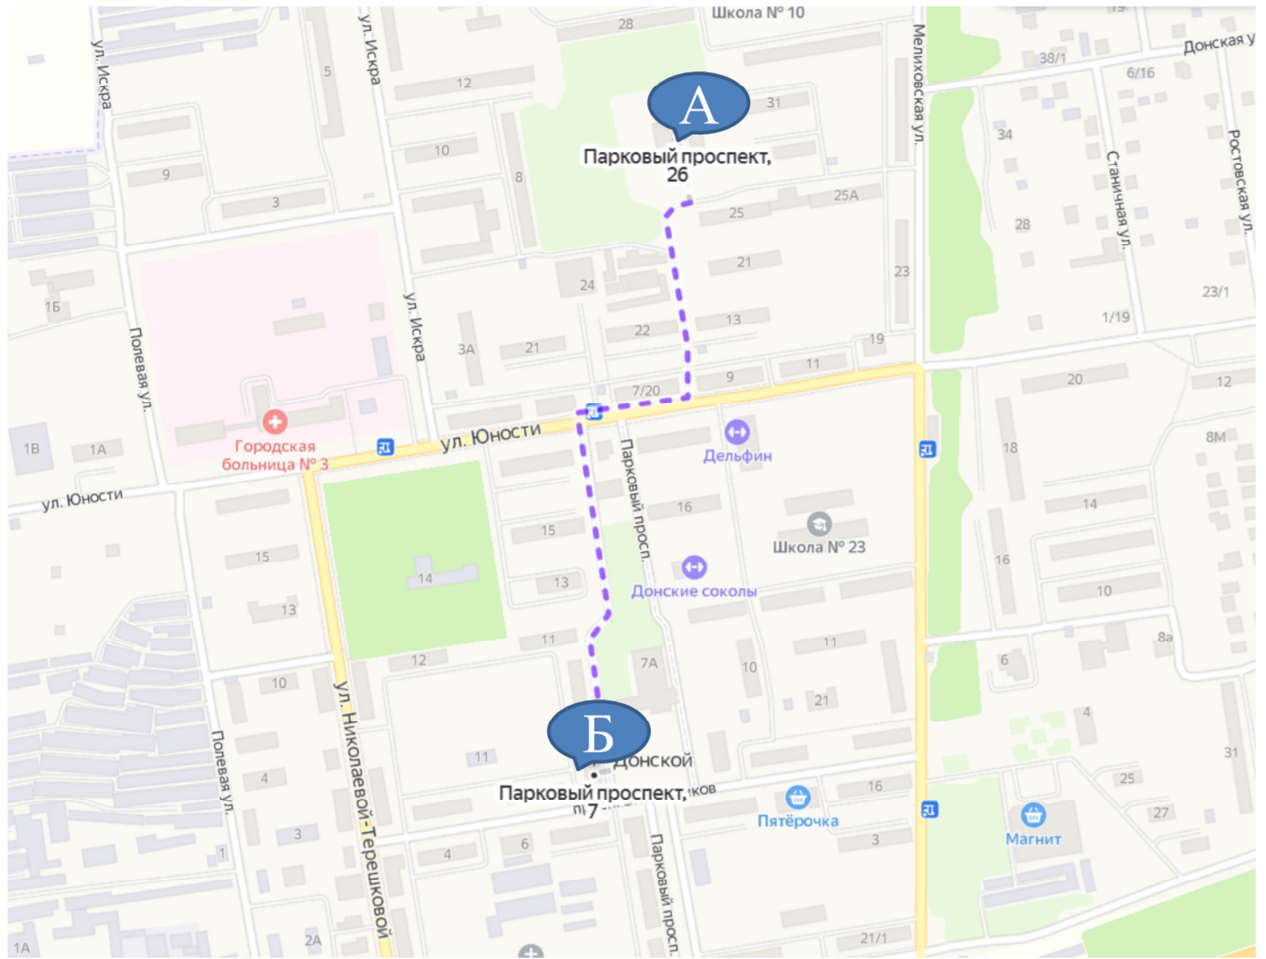 28
Школа № 10
19
Донская у
38/1
6/16
ул. Искра
ул. Искра
Мелиховская ул.
5
12
А
31
34
Ростовская ул.
Станичная ул.
10
Парковый проспект,
26
9
8
3
25А
25
28
21
23
24
23/1
1Б
ул. Искра
22
13
1/19
Полевая ул.
3А
21
19
11
9
7/20
20
12
Городская
больница № 3
ул. Юности
Дельфин
8М
1В
1А
18
ул. Юности
Парковый просп.
16
14
15
Школа № 23
15
16
14
13
Донские соколы
10
13
11
11
8а
12
7А
10
6
10
21
4
ул. Николаевой-Терешковой
Полевая ул.
Б
11
Донской
31
4
Парковый проспект,
7
ков
16
25
Пятёрочка
27
Магнит
3
6
4
3
1
Парковый просп.
2А
21/1
1А